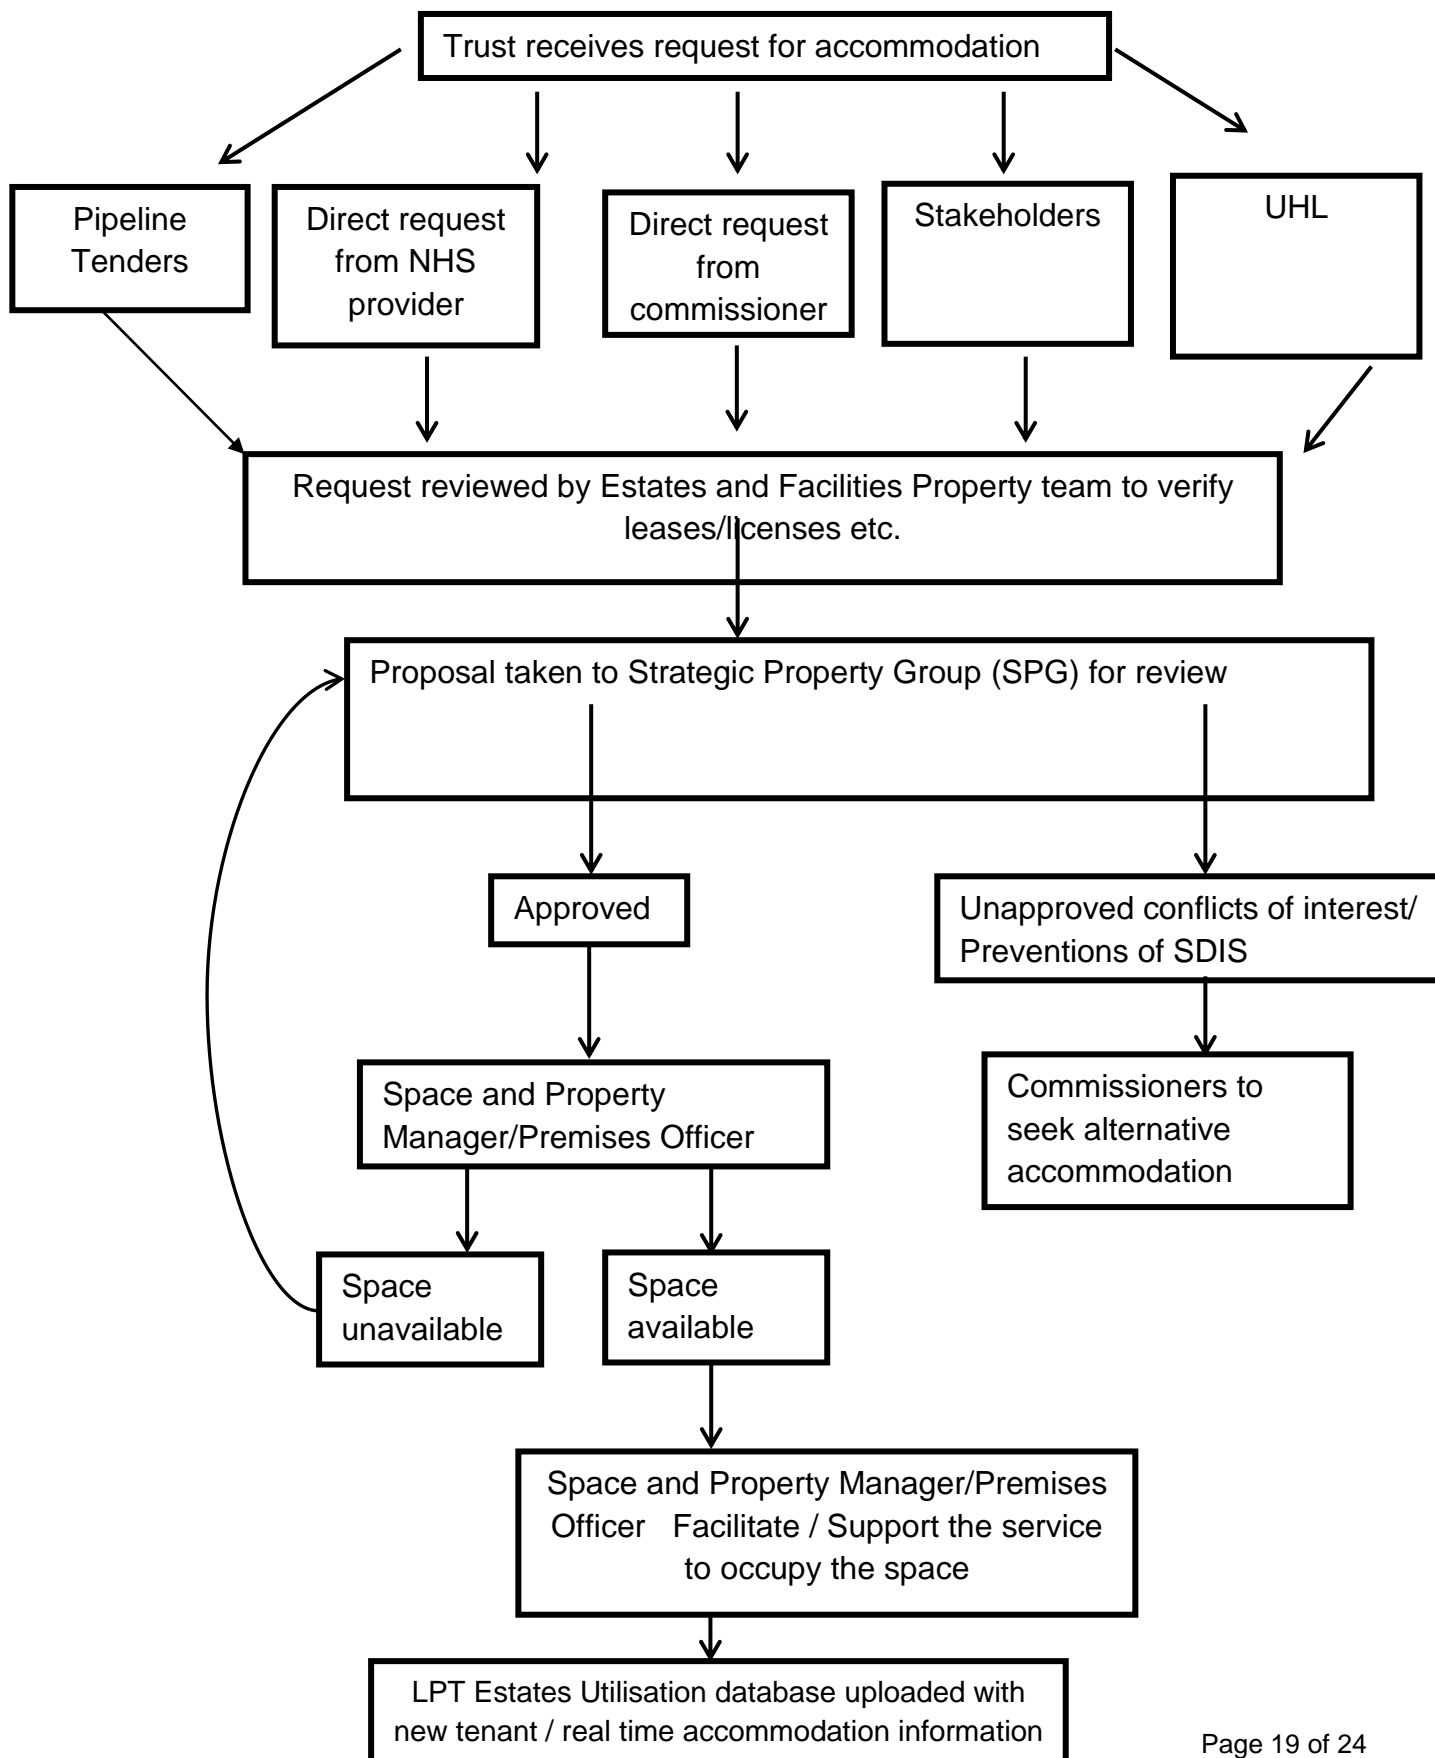 Trust receives request for accommodation
Pipeline
Tenders
Direct request
from NHS
provider
Direct request
from
commissioner
Stakeholders
UHL
Request reviewed by Estates and Facilities Property team to verify
leases/licenses etc.
Proposal taken to Strategic Property Group (SPG) for review
Approved
Unapproved conflicts of interest/
Preventions of SDIS
Space and Property
Manager/Premises Officer
Commissioners to
seek alternative
accommodation
Space
unavailable
Space
available
Space and Property Manager/Premises
Officer Facilitate / Support the service
to occupy the space
LPT Estates Utilisation database uploaded with
new tenant / real time accommodation information
Page 19 of 24